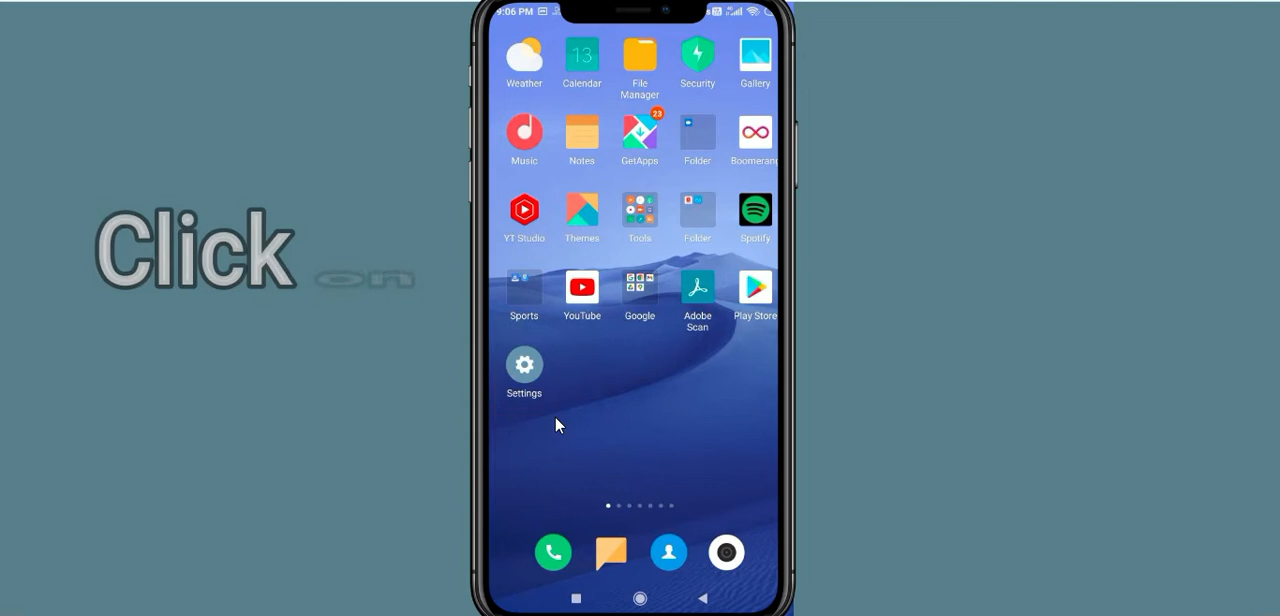 9:06 PM
13
Weather Calendar File Manager Security Gallery
23
Music Notes GetApps Folder Boomerang
YT Studio Themes Tools Folder Spotify
Click on
Sports YouTube Google Adobe Scan Play Store
Settings